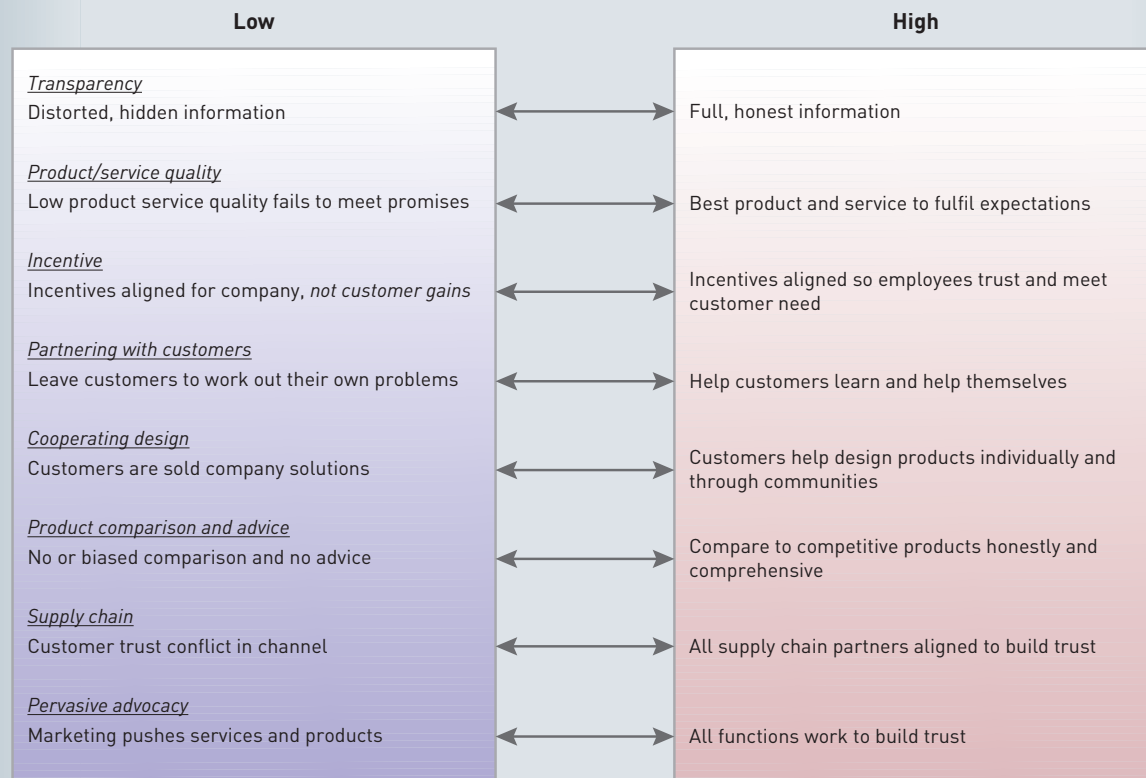 Low
High
Transparency
Distorted, hidden information
Full, honest information
Product/service quality
Low product service quality fails to meet promises
Best product and service to fulfil expectations
Incentive
Incentives aligned for company, not customer gains
Incentives aligned so employees trust and meet
customer need
Partnering with customers
Leave customers to work out their own problems
Help customers learn and help themselves
Cooperating design
Customers are sold company solutions
Customers help design products individually and
through communities
Product comparison and advice
No or biased comparison and no advice
Compare to competitive products honestly and
comprehensive
Supply chain
Customer trust conflict in channel
All supply chain partners aligned to build trust
Pervasive advocacy
Marketing pushes services and products
All functions work to build trust